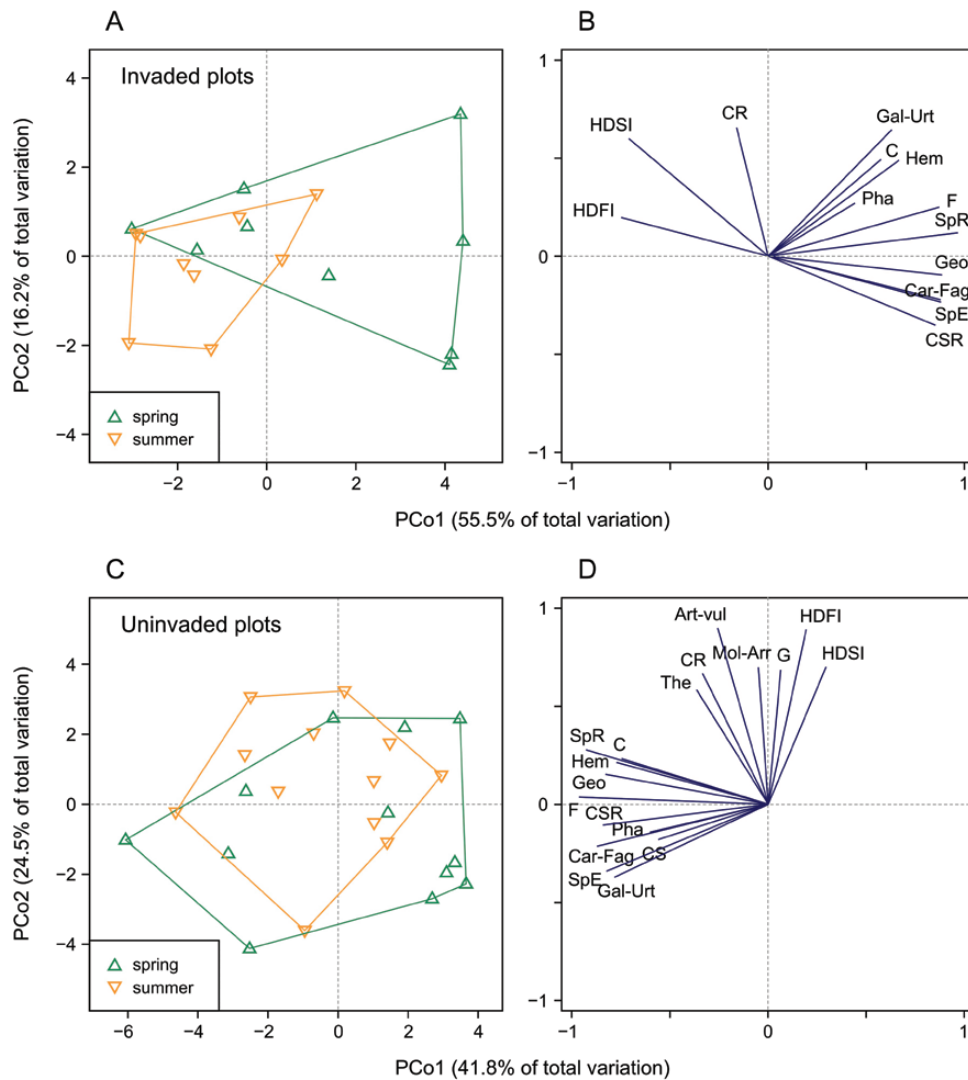 A
B
Invaded plots
4
2
0
−2
−4
PCo2 (16.2% of total variation)
spring
summer
−2
0
2
4
1
0
−1
HDSI
CR
Gal-Urt
C
Hem
HDFI
Pha
F
SpR
Geo
Car-Fag
SpE
CSR
−1
0
1
PCo1 (55.5% of total variation)
C
D
Uninvaded plots
4
2
0
−2
−4
PCo2 (24.5% of total variation)
spring
summer
−6
−4
−2
0
2
4
1
0
−1
Art-vul
HDFI
CR
Mol-Arr
G
HDSI
The
SpR
C
Hem
Geo
F
CSR
Pha
Car-Fag
CS
SpE
Gal-Urt
−1
0
1
PCo1 (41.8% of total variation)